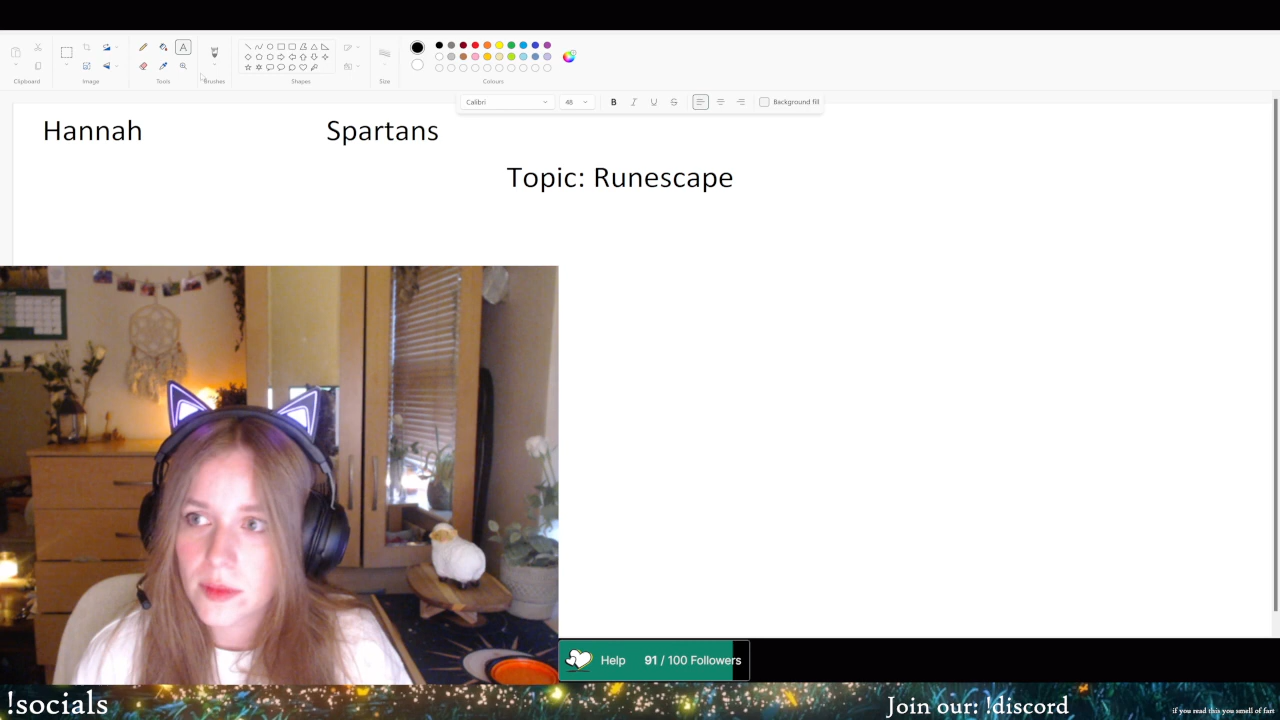 Clipboard
Image
Tools
Brushes
Shapes
Size
Colours
Calibri
48
B
I
U
S
Background fill
Hannah
Spartans
Topic: Runescape
Help 91 / 100 Followers
!socials
Join our: !discord
if you read this you smell of fart